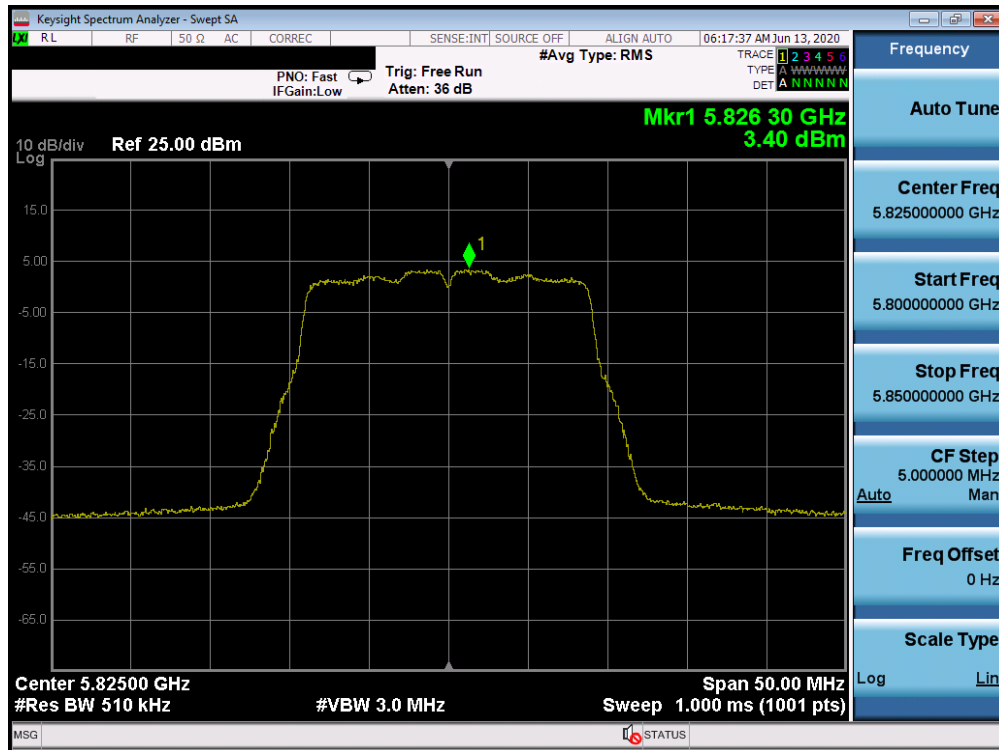 Keysight Spectrum Analyzer - Swept SA
LXI RL RF 50 Ω AC CORREC SENSE:INT SOURCE OFF ALIGN AUTO 06:17:37 AM Jun 13, 2020
Frequency
#Avg Type: RMS
TRACE 1 2 3 4 5 6
TYPE A WWWWW
DET A N N N N N
PNO: Fast
IFGain:Low
Trig: Free Run
Atten: 36 dB
Auto Tune
Mkr1 5.826 30 GHz
3.40 dBm
10 dB/div
Log
Ref 25.00 dBm
15.0
5.00
-5.00
-15.0
-25.0
-35.0
-45.0
-55.0
-65.0
1
Center 5.82500 GHz
#Res BW 510 kHz
#VBW 3.0 MHz
Span 50.00 MHz
Sweep 1.000 ms (1001 pts)
Center Freq
5.825000000 GHz
Start Freq
5.800000000 GHz
Stop Freq
5.850000000 GHz
CF Step
5.000000 MHz
Auto Man
Freq Offset
0 Hz
Scale Type
Log Lin
MSG
STATUS